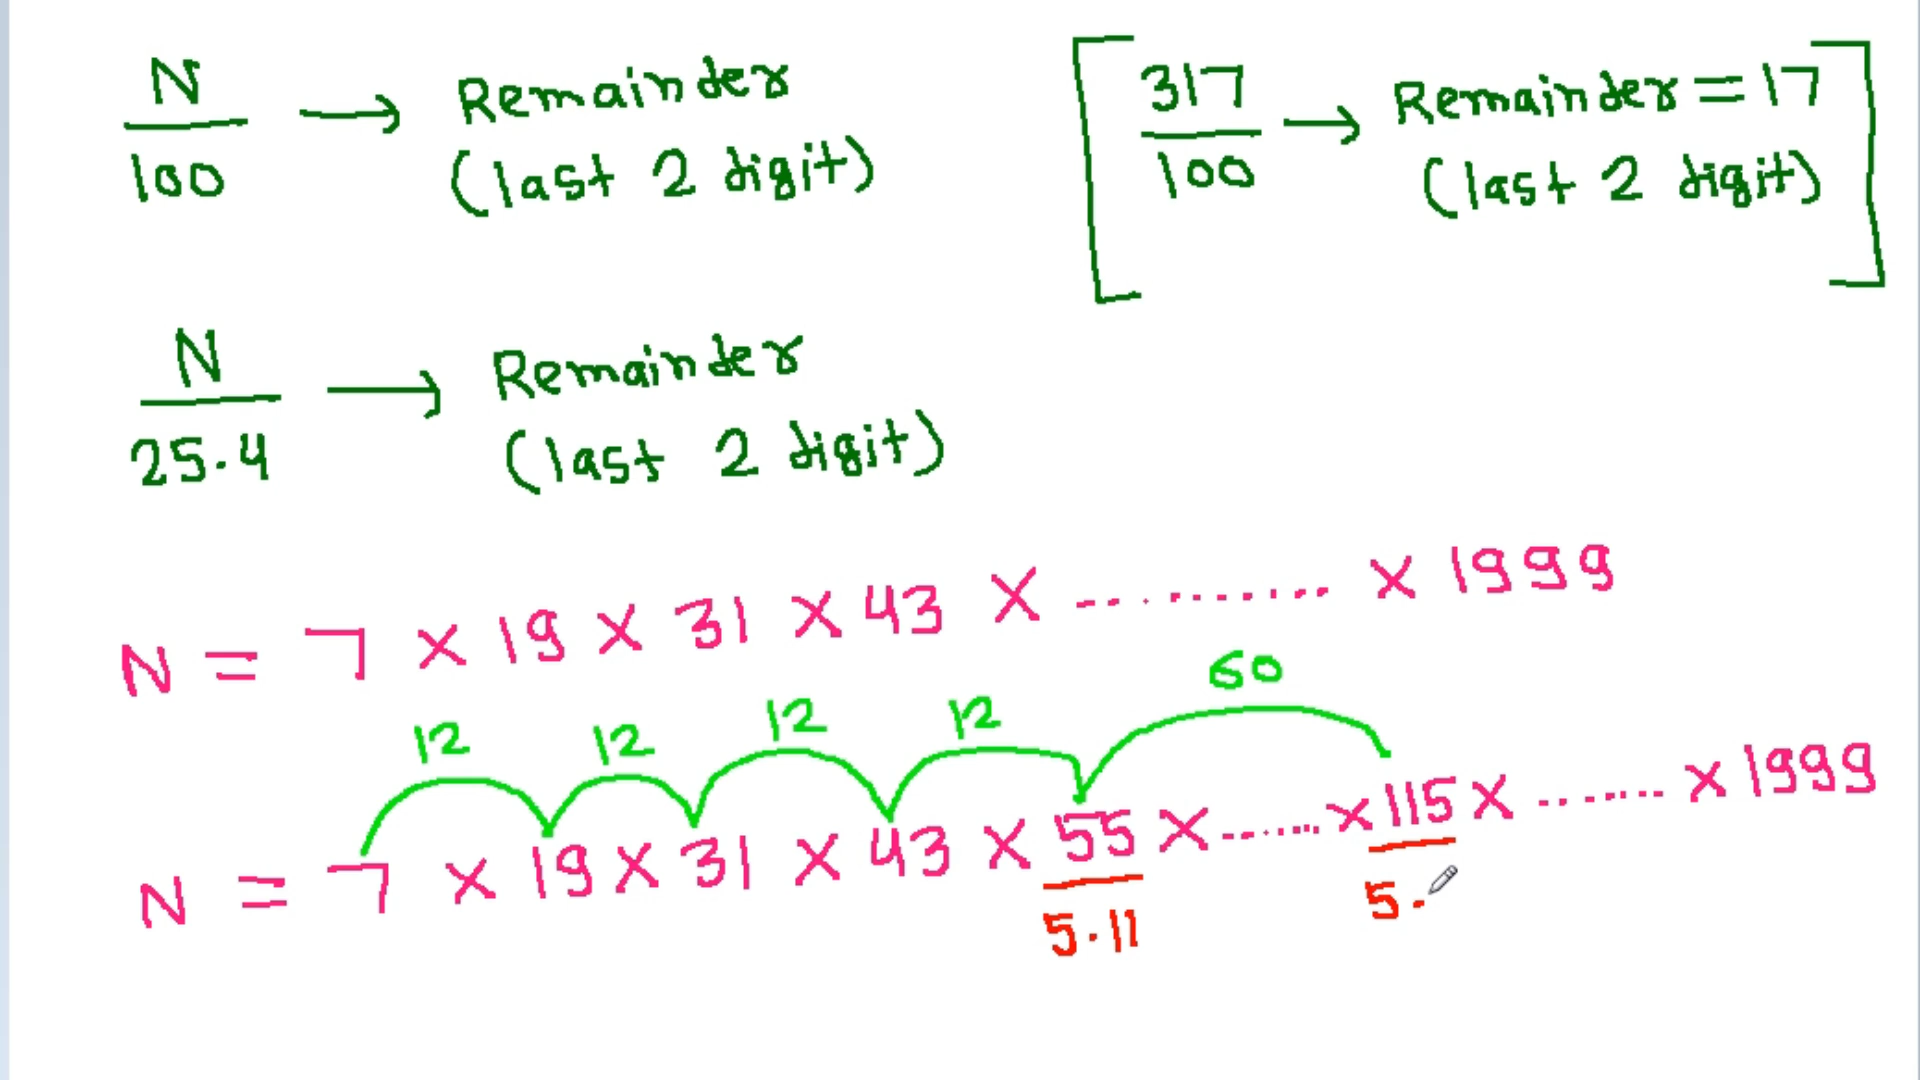 N/100 → Remainder (last 2 digit)
[317/100 → Remainder = 17 (last 2 digit)]
N/25.4 → Remainder (last 2 digit)
N = 7 × 19 × 31 × 43 × .......... × 1999
12 12 12 12 60
N = 7 × 19 × 31 × 43 × 55 × ....... × 115 × ....... × 1999
5.11 5.